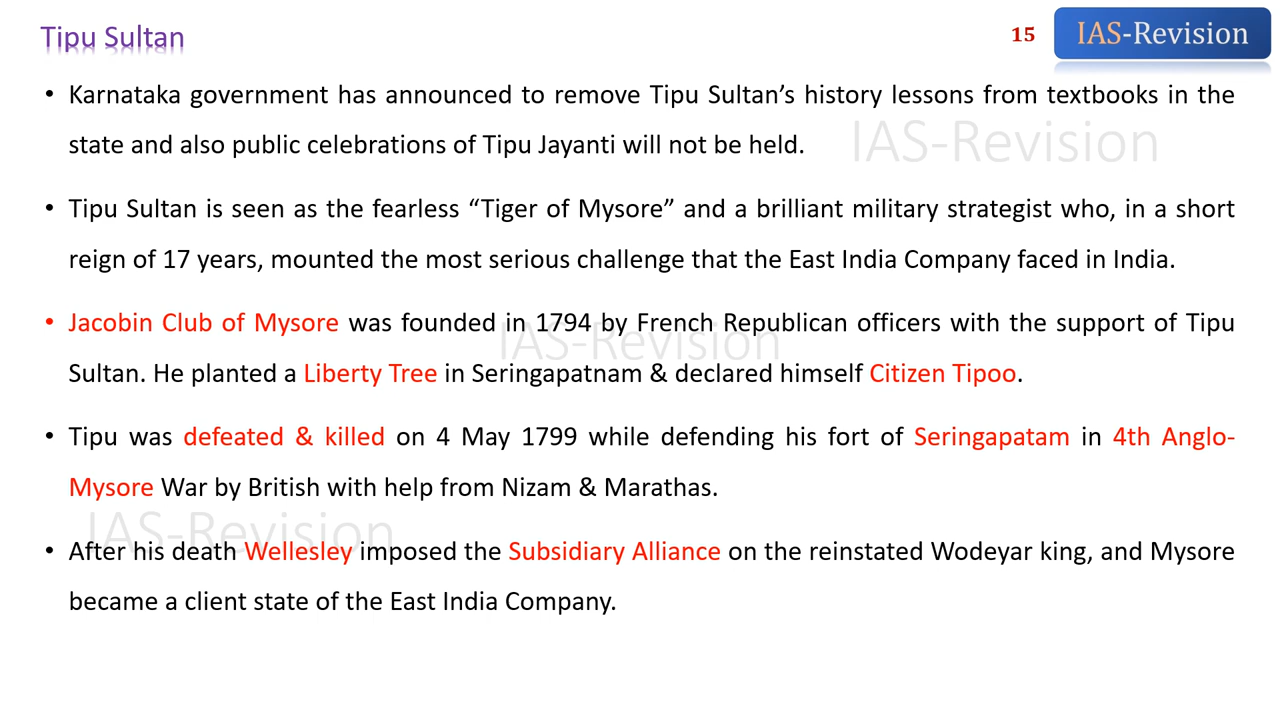 Tipu Sultan
15
IAS-Revision
• Karnataka government has announced to remove Tipu Sultan’s history lessons from textbooks in the
state and also public celebrations of Tipu Jayanti will not be held.
IAS-Revision
• Tipu Sultan is seen as the fearless “Tiger of Mysore” and a brilliant military strategist who, in a short
reign of 17 years, mounted the most serious challenge that the East India Company faced in India.
• Jacobin Club of Mysore was founded in 1794 by French Republican officers with the support of Tipu
IAS-Revision
Sultan. He planted a Liberty Tree in Seringapatnam & declared himself Citizen Tipoo.
• Tipu was defeated & killed on 4 May 1799 while defending his fort of Seringapatam in 4th Anglo-
Mysore War by British with help from Nizam & Marathas.
IAS-Revision
• After his death Wellesley imposed the Subsidiary Alliance on the reinstated Wodeyar king, and Mysore
became a client state of the East India Company.